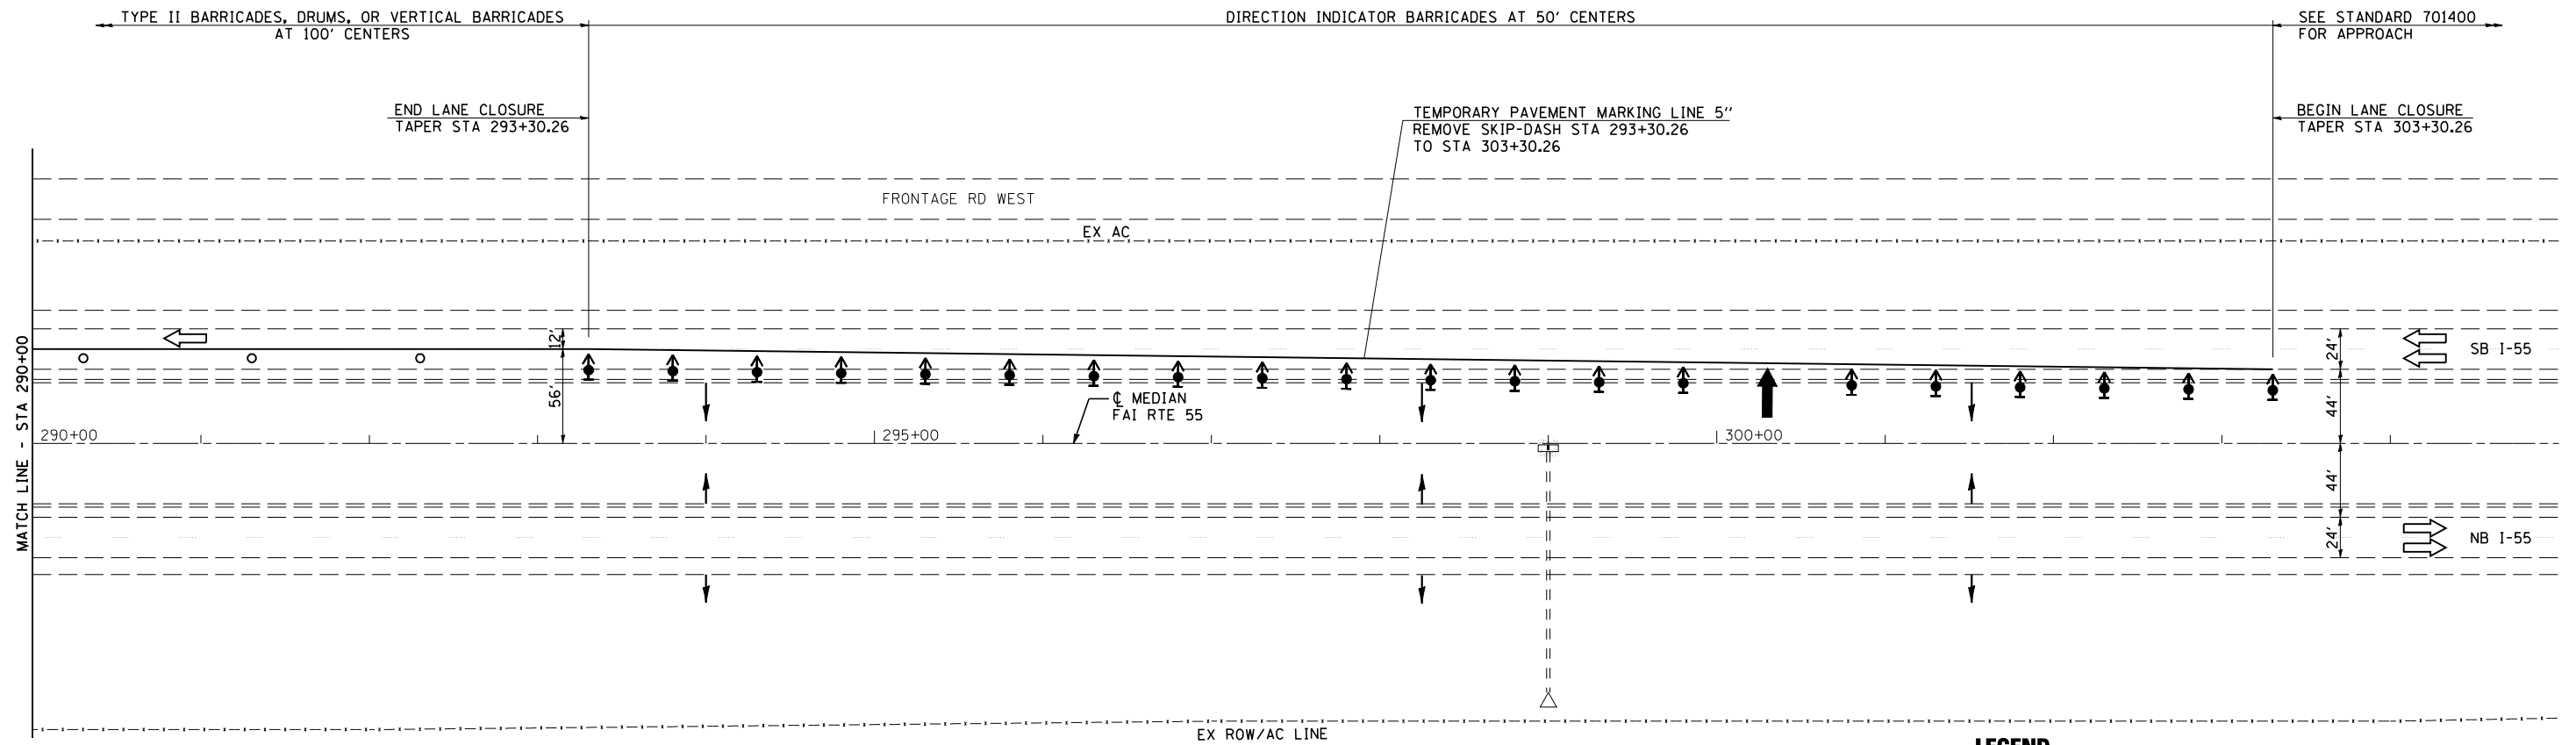 TYPE II BARRICADES, DRUMS, OR VERTICAL BARRICADES
AT 100' CENTERS
DIRECTION INDICATOR BARRICADES AT 50' CENTERS
SEE STANDARD 701400
FOR APPROACH
END LANE CLOSURE
TAPER STA 293+30.26
TEMPORARY PAVEMENT MARKING LINE 5"
REMOVE SKIP-DASH STA 293+30.26
TO STA 303+30.26
BEGIN LANE CLOSURE
TAPER STA 303+30.26
FRONTAGE RD WEST
EX AC
MATCH LINE - STA 290+00
12'
56'
24'
SB I-55
44'
℄ MEDIAN
FAI RTE 55
290+00
295+00
300+00
44'
24'
NB I-55
EX ROW/AC LINE
LEGEND